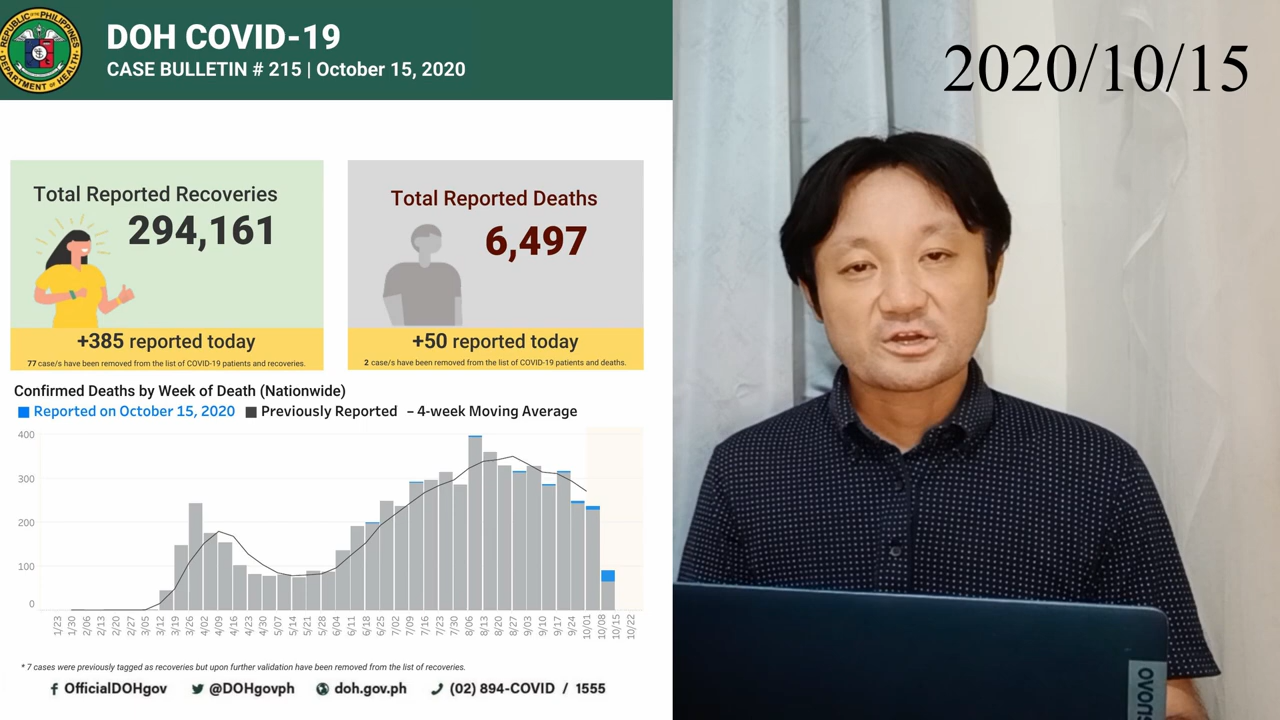 REPUBLIC OF THE PHILIPPINES
DEPARTMENT OF HEALTH
DOH COVID-19
CASE BULLETIN # 215 | October 15, 2020
2020/10/15
Total Reported Recoveries
294,161
+385 reported today
77 case/s have been removed from the list of COVID-19 patients and recoveries.
Total Reported Deaths
6,497
+50 reported today
2 case/s have been removed from the list of COVID-19 patients and deaths.
Confirmed Deaths by Week of Death (Nationwide)
Reported on October 15, 2020 Previously Reported – 4-week Moving Average
400
300
200
100
0
1/23 1/30 2/06 2/13 2/20 2/27 3/05 3/12 3/19 3/26 4/02 4/09 4/16 4/23 4/30 5/07 5/14 5/21 5/28 6/04 6/11 6/18 6/25 7/02 7/09 7/16 7/23 7/30 8/06 8/13 8/20 8/27 9/03 9/10 9/17 9/24 10/01 10/08 10/15 10/22
* 7 cases were previously tagged as recoveries but upon further validation have been removed from the list of recoveries.
OfficialDOHgov @DOHgovph doh.gov.ph (02) 894-COVID / 1555
lenovo